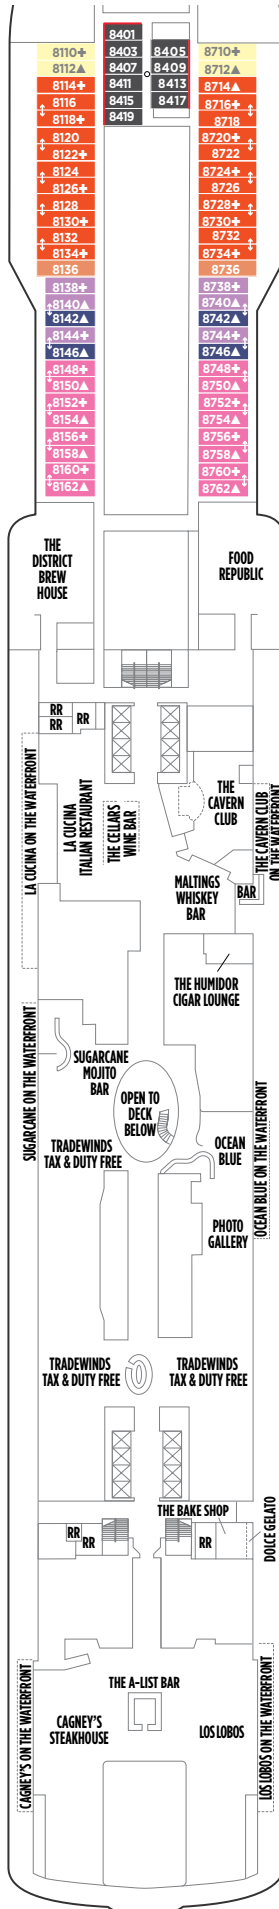 8401
8403 8405
8407 8409
8411 8413
8415 8417
8419
8110✚ 8710✚
8112▲ 8712▲
8114✚ 8714▲
8116 8716✚
8118✚ 8718
8120 8720✚
8122✚ 8722
8124 8724✚
8126✚ 8726
8128 8728✚
8130✚ 8730✚
8132 8732
8134✚ 8734✚
8136 8736
8138✚ 8738✚
8140▲ 8740▲
8142▲ 8742▲
8144✚ 8744✚
8146▲ 8746▲
8148✚ 8748✚
8150▲ 8750▲
8152✚ 8752✚
8154▲ 8754▲
8156✚ 8756✚
8158▲ 8758▲
8160✚ 8760✚
8162▲ 8762▲
THE
DISTRICT
BREW
HOUSE
FOOD
REPUBLIC
RR
RR
RR
LA CUCINA ON THE WATERFRONT
LA CUCINA
ITALIAN RESTAURANT
THE CELLARS
WINE BAR
THE
CAVERN
CLUB
THE CAVERN CLUB
ON THE WATERFRONT
MALTINGS
WHISKEY
BAR
BAR
THE HUMIDOR
CIGAR LOUNGE
SUGARCANE ON THE WATERFRONT
SUGARCANE
MOJITO
BAR
OPEN TO
DECK
BELOW
TRADEWINDS
TAX & DUTY FREE
OCEAN
BLUE
OCEAN BLUE ON THE WATERFRONT
PHOTO
GALLERY
TRADEWINDS
TAX & DUTY FREE
TRADEWINDS
TAX & DUTY FREE
THE BAKE SHOP
DOLCE GELATO
RR
RR
RR
THE A-LIST BAR
CAGNEY'S ON THE WATERFRONT
CAGNEY'S
STEAKHOUSE
LOS LOBOS
LOS LOBOS ON THE WATERFRONT